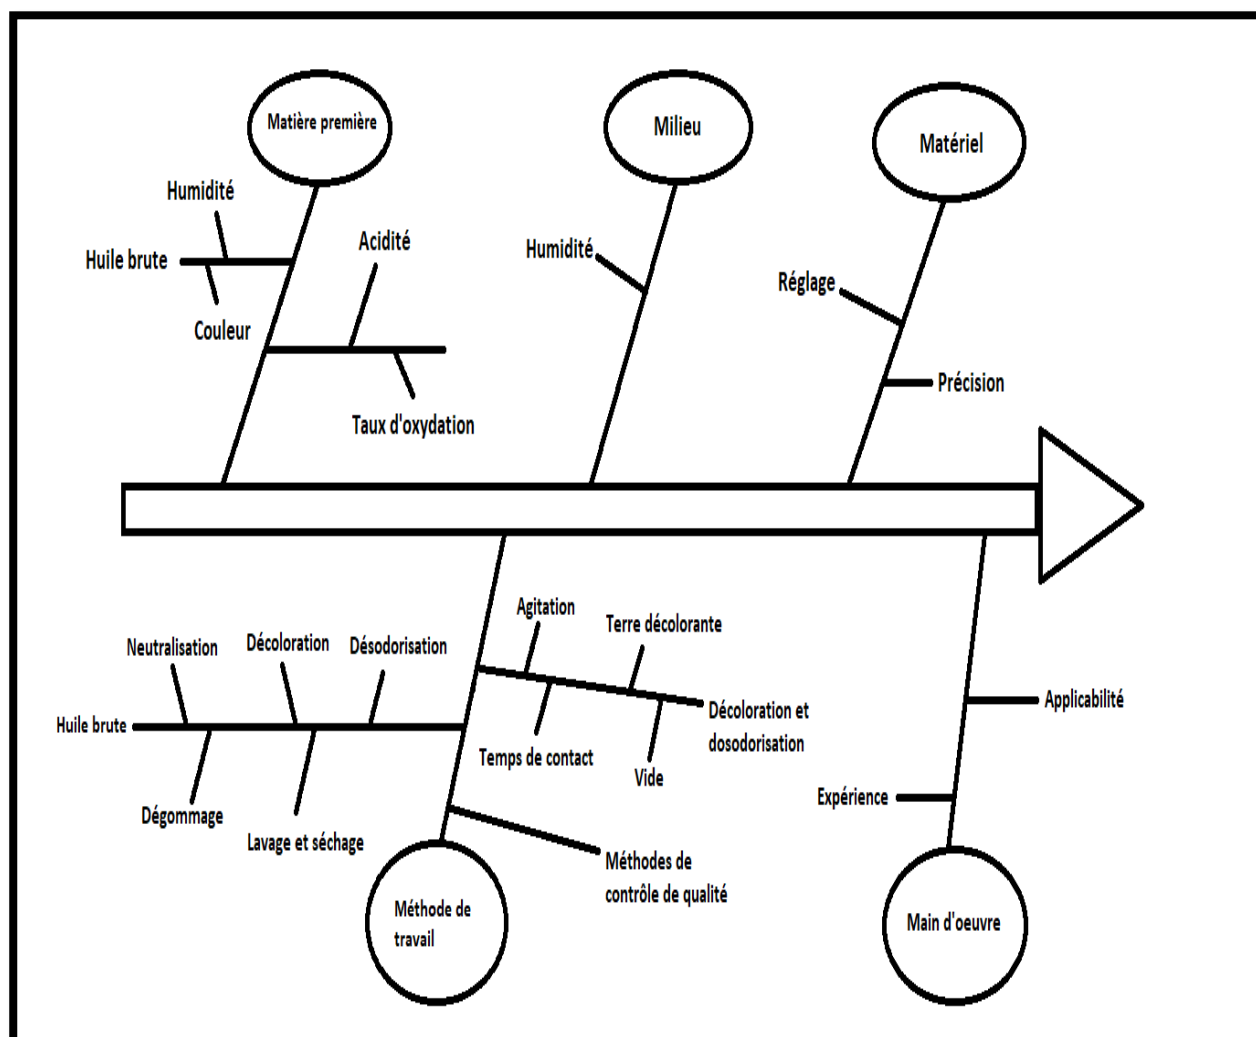 Matière première
Milieu
Matériel
Humidité
Huile brute
Couleur
Acidité
Taux d'oxydation
Humidité
Réglage
Précision
Neutralisation
Décoloration
Désodorisation
Huile brute
Dégommage
Lavage et séchage
Agitation
Terre décolorante
Temps de contact
Vide
Décoloration et
dosodorisation
Méthodes de
contrôle de qualité
Applicabilité
Expérience
Méthode de
travail
Main d'oeuvre